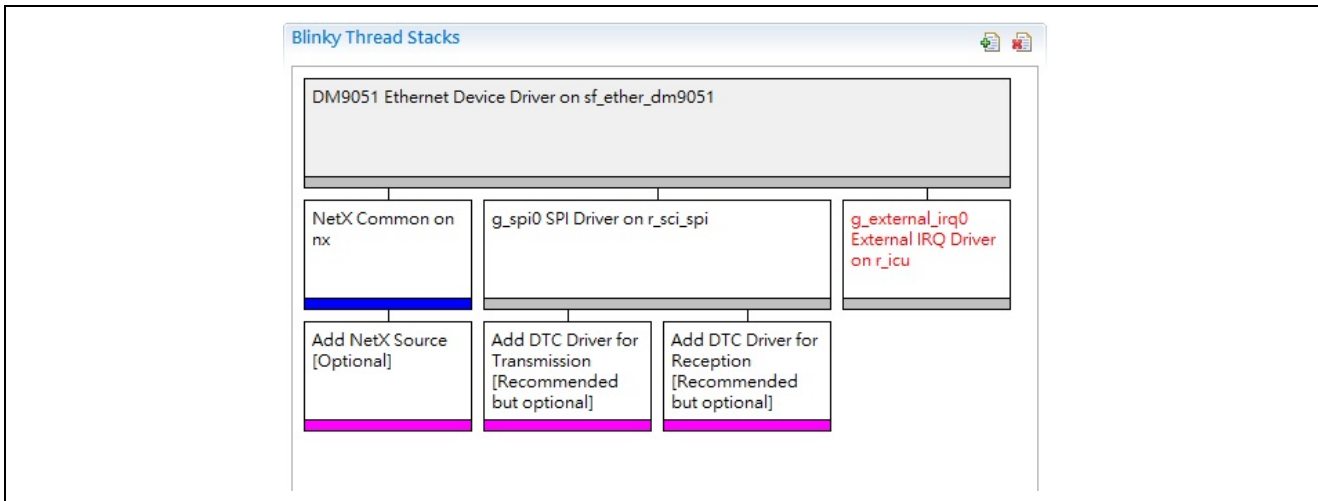 Blinky Thread Stacks
DM9051 Ethernet Device Driver on sf_ether_dm9051
NetX Common on
nx
g_spi0 SPI Driver on r_sci_spi
g_external_irq0
External IRQ Driver
on r_icu
Add NetX Source
[Optional]
Add DTC Driver for
Transmission
[Recommended
but optional]
Add DTC Driver for
Reception
[Recommended
but optional]